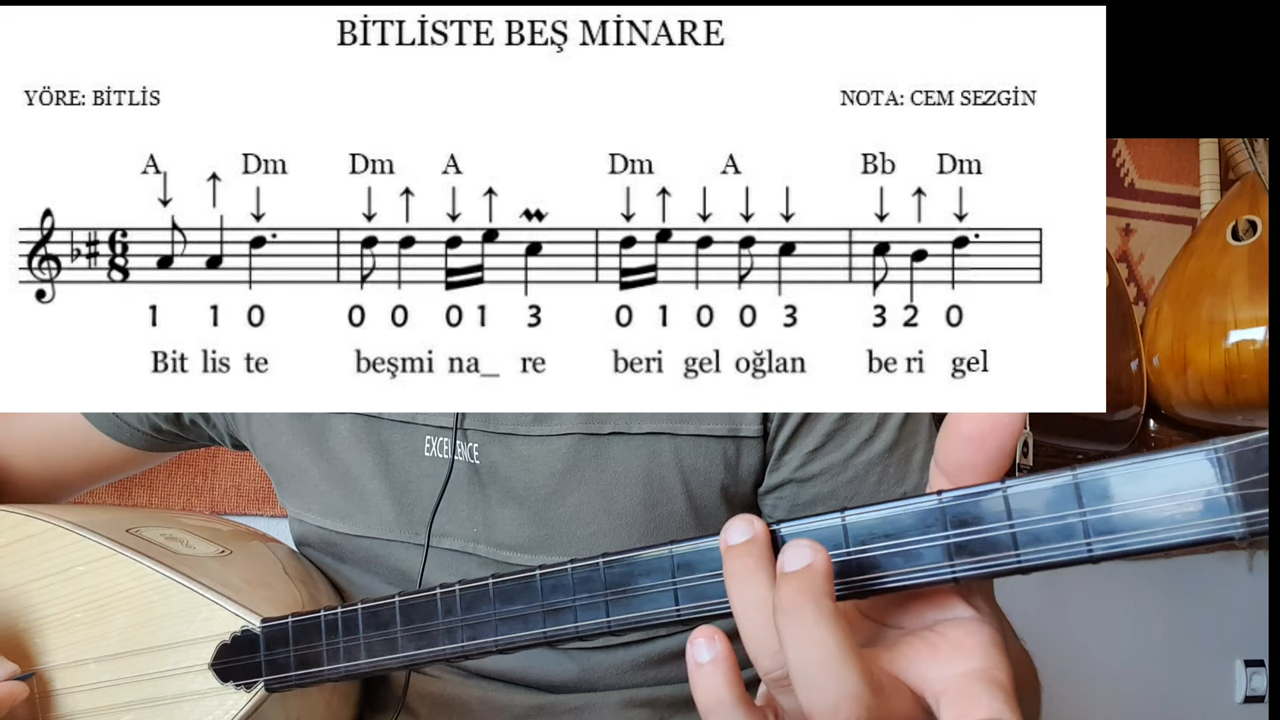 BİTLİSTE BEŞ MİNARE
YÖRE: BİTLİS NOTA: CEM SEZGİN
A Dm Dm A Dm A Bb Dm
6
8
1 1 0 0 0 0 1 3 0 1 0 0 3 3 2 0
Bit lis te beşmi na_ re beri gel oğlan be ri gel
EXCELLENCE